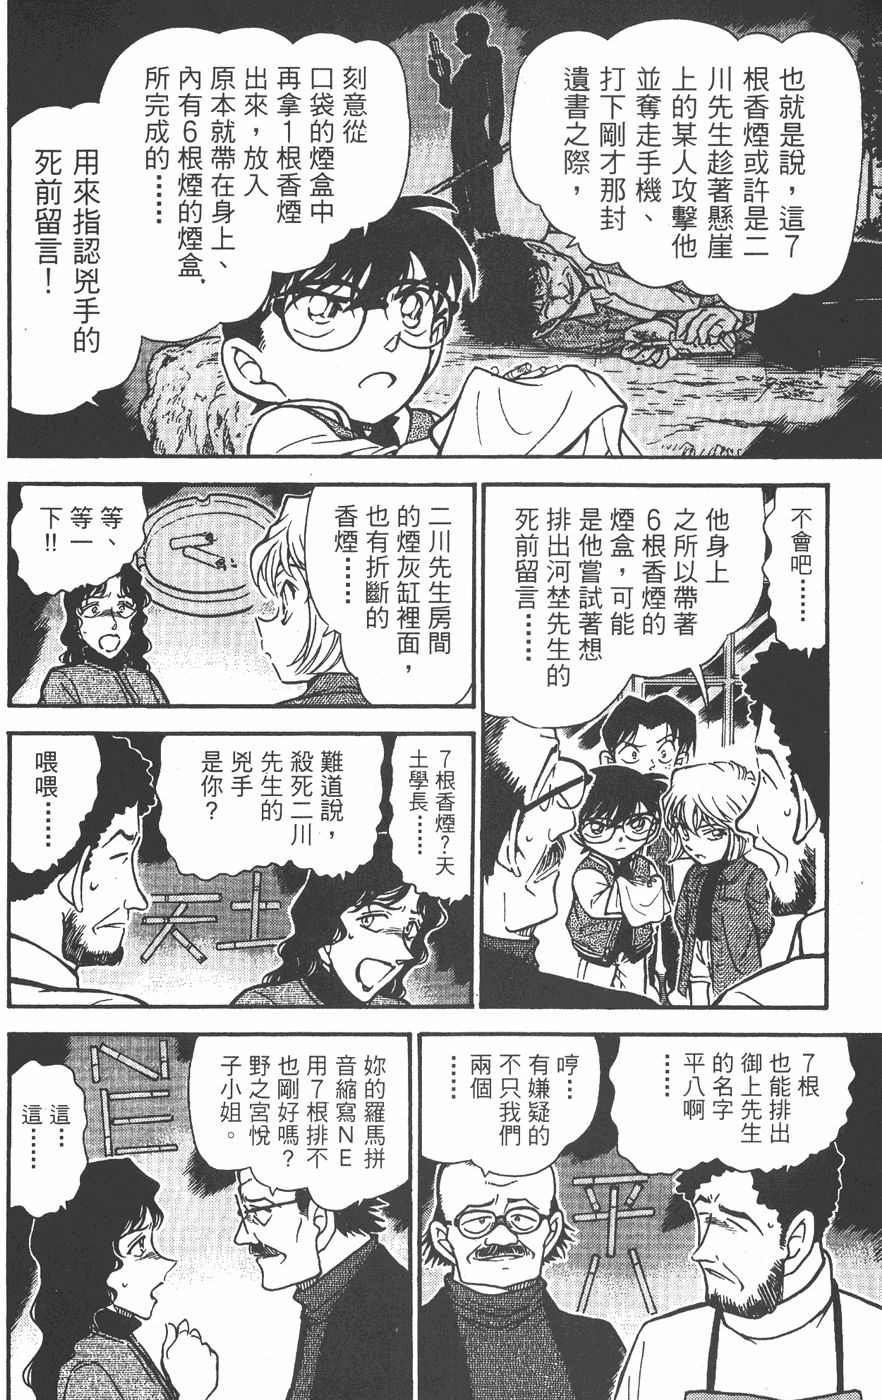 也就是說，這7
根香煙或許是二
川先生趁著懸崖
上的某人攻擊他
並奪走手機、
打下剛才那封
遺書之際，
刻意從
口袋的煙盒中
再拿1根香煙
出來，放入
原本就帶在身上、
內有6根煙的煙盒
所完成的……
用來指認兇手的
死前留言！
不會吧……
他身上
之所以帶著
6根香煙的
煙盒，可能
是他嘗試著想
排出河埜先生的
死前留言……
二川先生房間
的煙灰缸裡面，
也有折斷的
香煙……
等、
等一
下!!
7根香煙？天
土學長…
難道說，
殺死二川
先生的
兇手
是你？
天土
喂喂……
7根
也能排出
御上先生
的名字
平八啊
……
哼…
有嫌疑的
不只我們
兩個
……
平八
妳的羅馬拼
音縮寫NE
用7根排不
也剛好嗎？
野之宮悅
子小姐。
NE
這…
這……